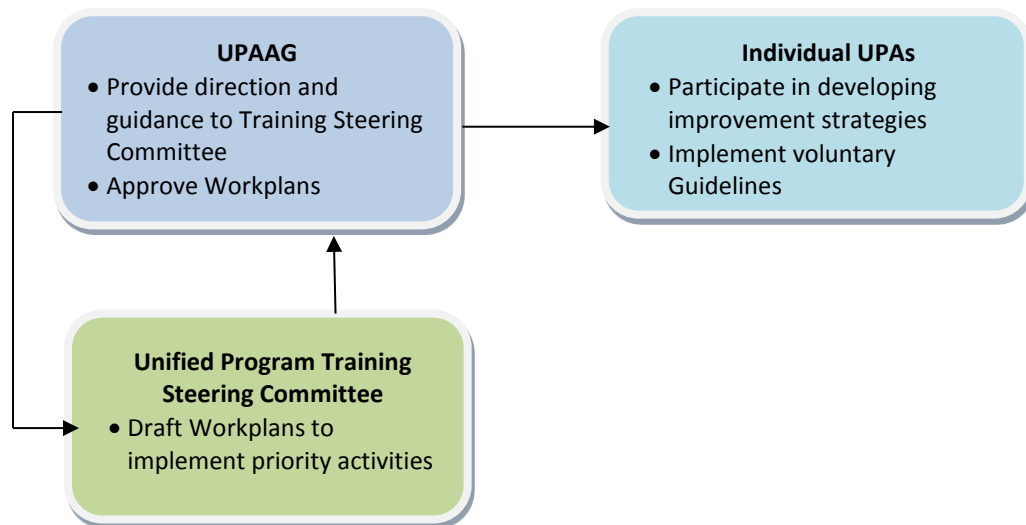 UPAAG
• Provide direction and
guidance to Training Steering
Committee
• Approve Workplans
Individual UPAs
• Participate in developing
improvement strategies
• Implement voluntary
Guidelines
Unified Program Training
Steering Committee
• Draft Workplans to
implement priority activities